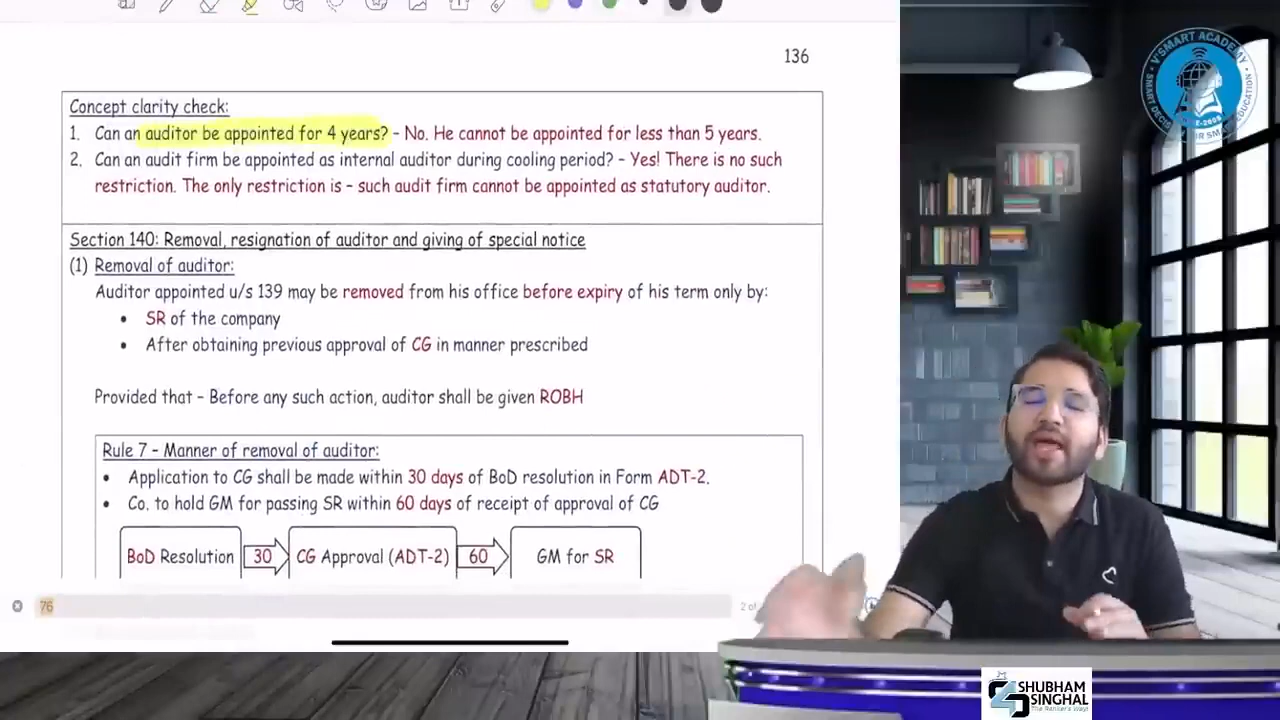 136
Concept clarity check:
1. Can an auditor be appointed for 4 years? – No. He cannot be appointed for less than 5 years.
2. Can an audit firm be appointed as internal auditor during cooling period? – Yes! There is no such
restriction. The only restriction is – such audit firm cannot be appointed as statutory auditor.
Section 140: Removal, resignation of auditor and giving of special notice
(1) Removal of auditor:
Auditor appointed u/s 139 may be removed from his office before expiry of his term only by:
• SR of the company
• After obtaining previous approval of CG in manner prescribed
Provided that – Before any such action, auditor shall be given ROBH
Rule 7 – Manner of removal of auditor:
• Application to CG shall be made within 30 days of BoD resolution in Form ADT-2.
• Co. to hold GM for passing SR within 60 days of receipt of approval of CG
BoD Resolution 30 CG Approval (ADT-2) 60 GM for SR
76
2 of
V'SMART ACADEMY
SHUBHAM
SINGHAL